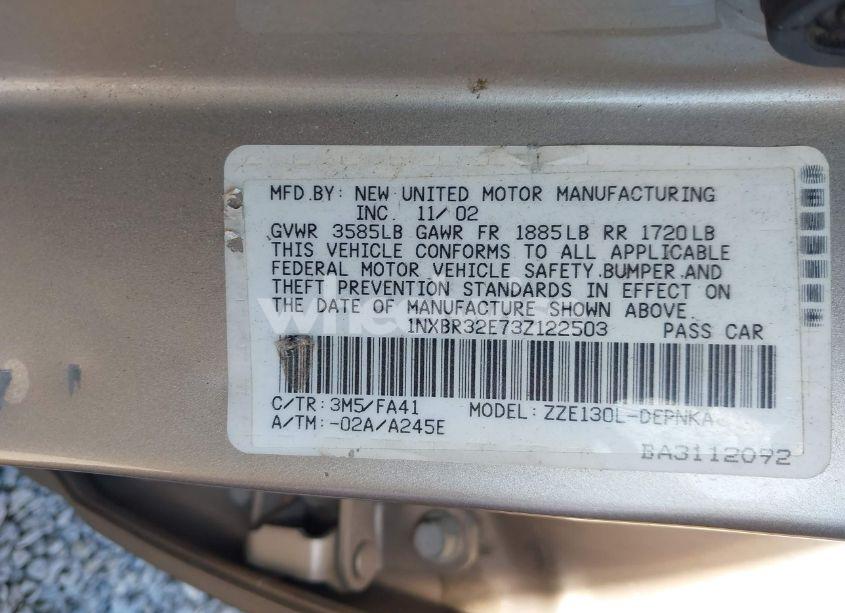 MFD.BY: NEW UNITED MOTOR MANUFACTURING
INC. 11/02
GVWR 3585LB GAWR FR 1885LB RR 1720LB
THIS VEHICLE CONFORMS TO ALL APPLICABLE
FEDERAL MOTOR VEHICLE SAFETY.BUMPER.AND
THEFT PREVENTION STANDARDS IN EFFECT ON
THE DATE OF MANUFACTURE SHOWN ABOVE.
1NXBR32E73Z122503 PASS CAR
C/TR: 3M5/FA41 MODEL: ZZE130L-DEPNKA
A/TM: -02A/A245E
BA3112092